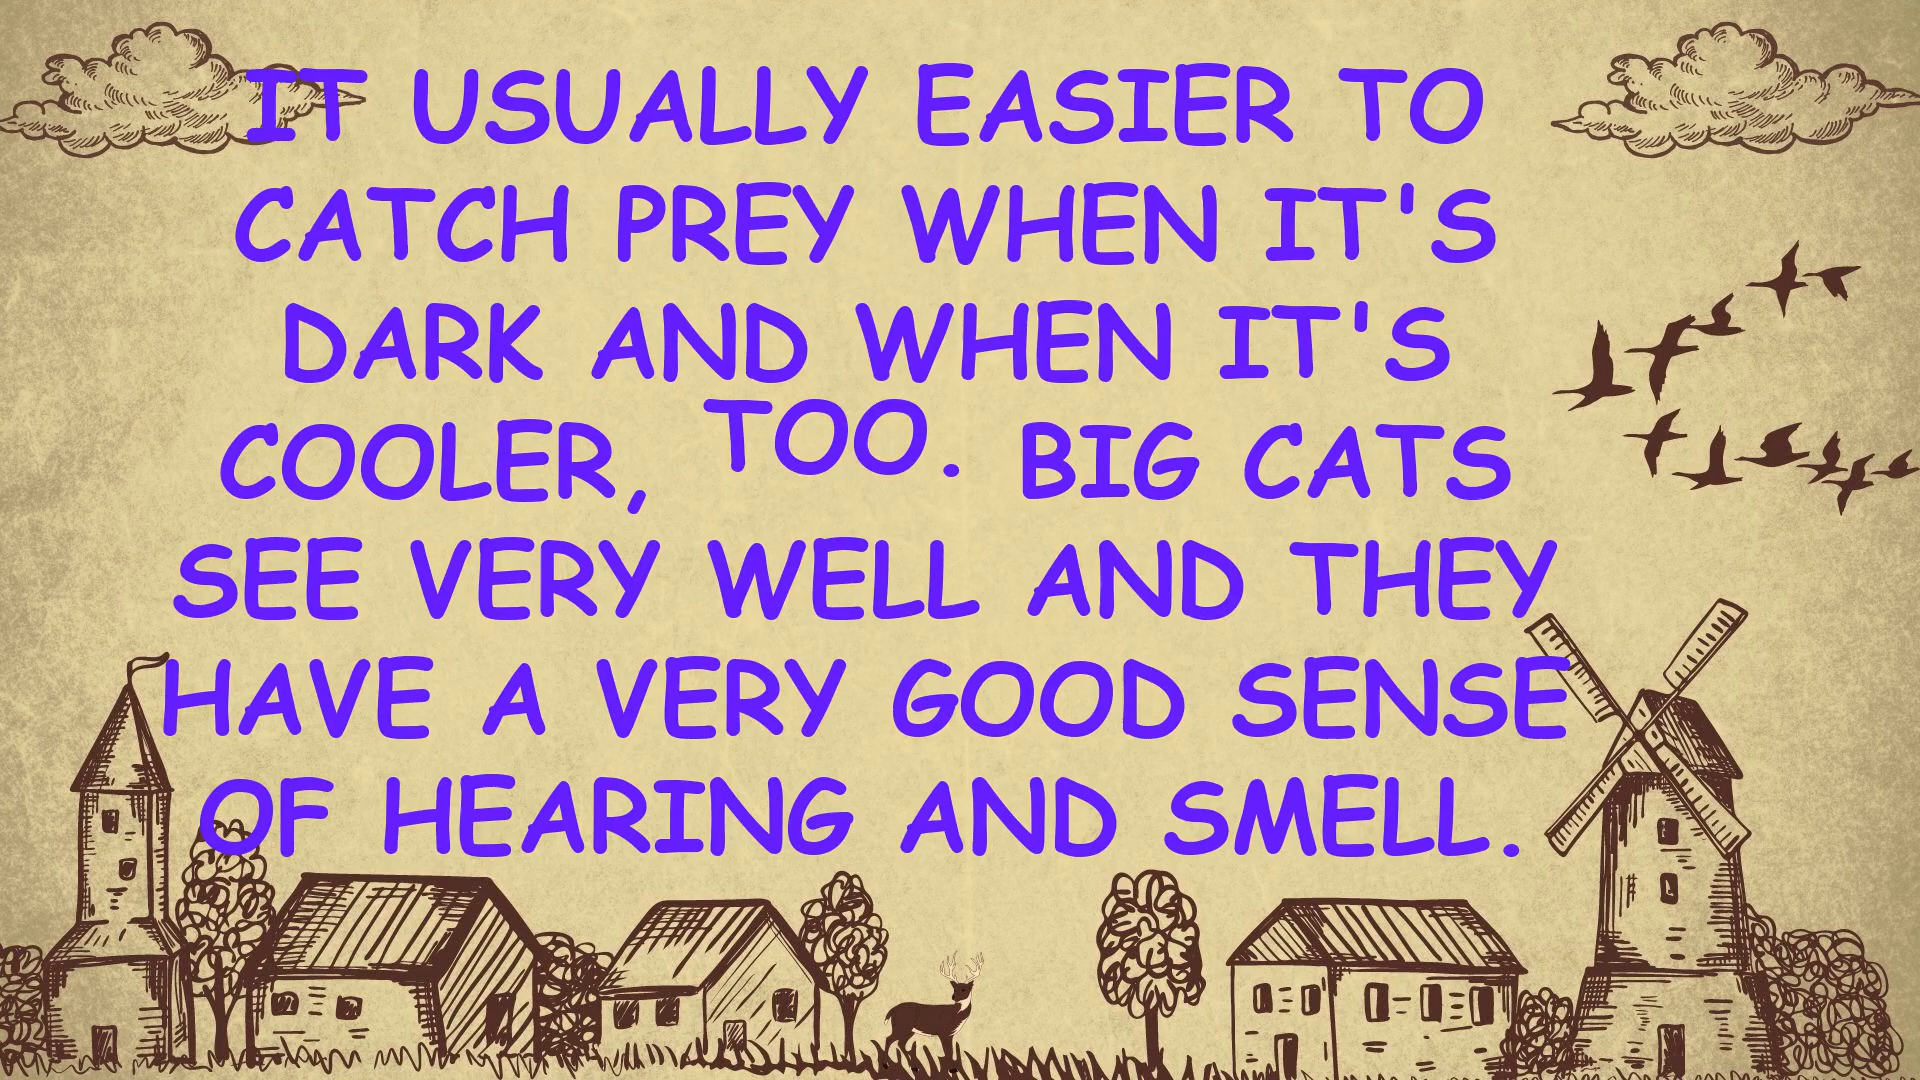 IT USUALLY EASIER TO
CATCH PREY WHEN IT'S
DARK AND WHEN IT'S
COOLER, TOO. BIG CATS
SEE VERY WELL AND THEY
HAVE A VERY GOOD SENSE
OF HEARING AND SMELL.